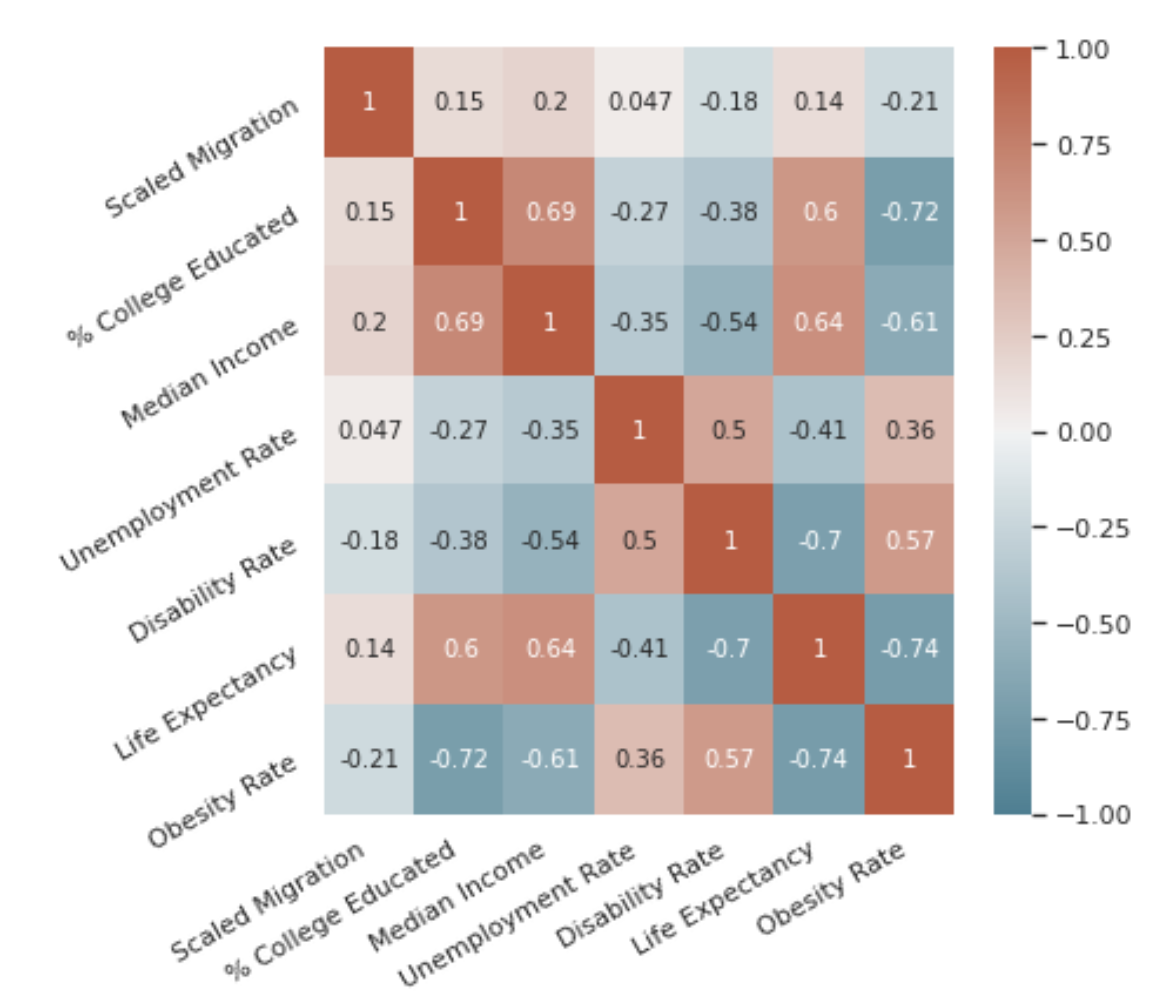 Scaled Migration 1 0.15 0.2 0.047 -0.18 0.14 -0.21
% College Educated 0.15 1 0.69 -0.27 -0.38 0.6 -0.72
Median Income 0.2 0.69 1 -0.35 -0.54 0.64 -0.61
Unemployment Rate 0.047 -0.27 -0.35 1 0.5 -0.41 0.36
Disability Rate -0.18 -0.38 -0.54 0.5 1 -0.7 0.57
Life Expectancy 0.14 0.6 0.64 -0.41 -0.7 1 -0.74
Obesity Rate -0.21 -0.72 -0.61 0.36 0.57 -0.74 1
Scaled Migration
% College Educated
Median Income
Unemployment Rate
Disability Rate
Life Expectancy
Obesity Rate
1.00
0.75
0.50
0.25
0.00
−0.25
−0.50
−0.75
−1.00